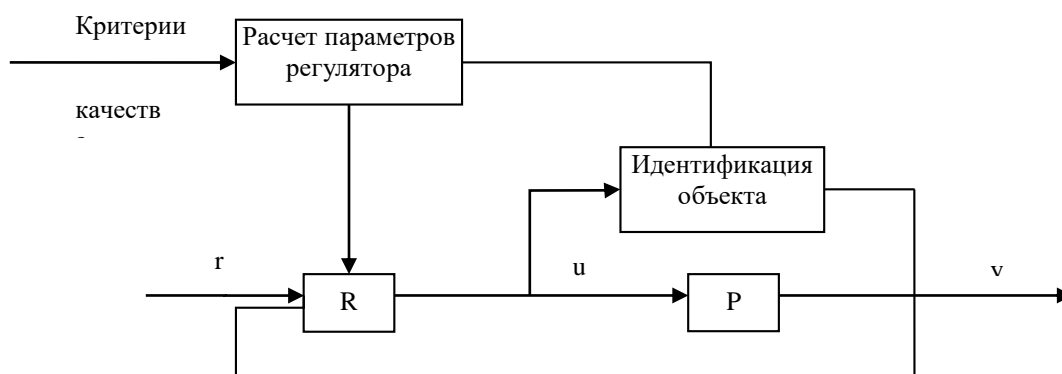 Критерии
качеств
Расчет параметров
регулятора
Идентификация
объекта
r
R
u
P